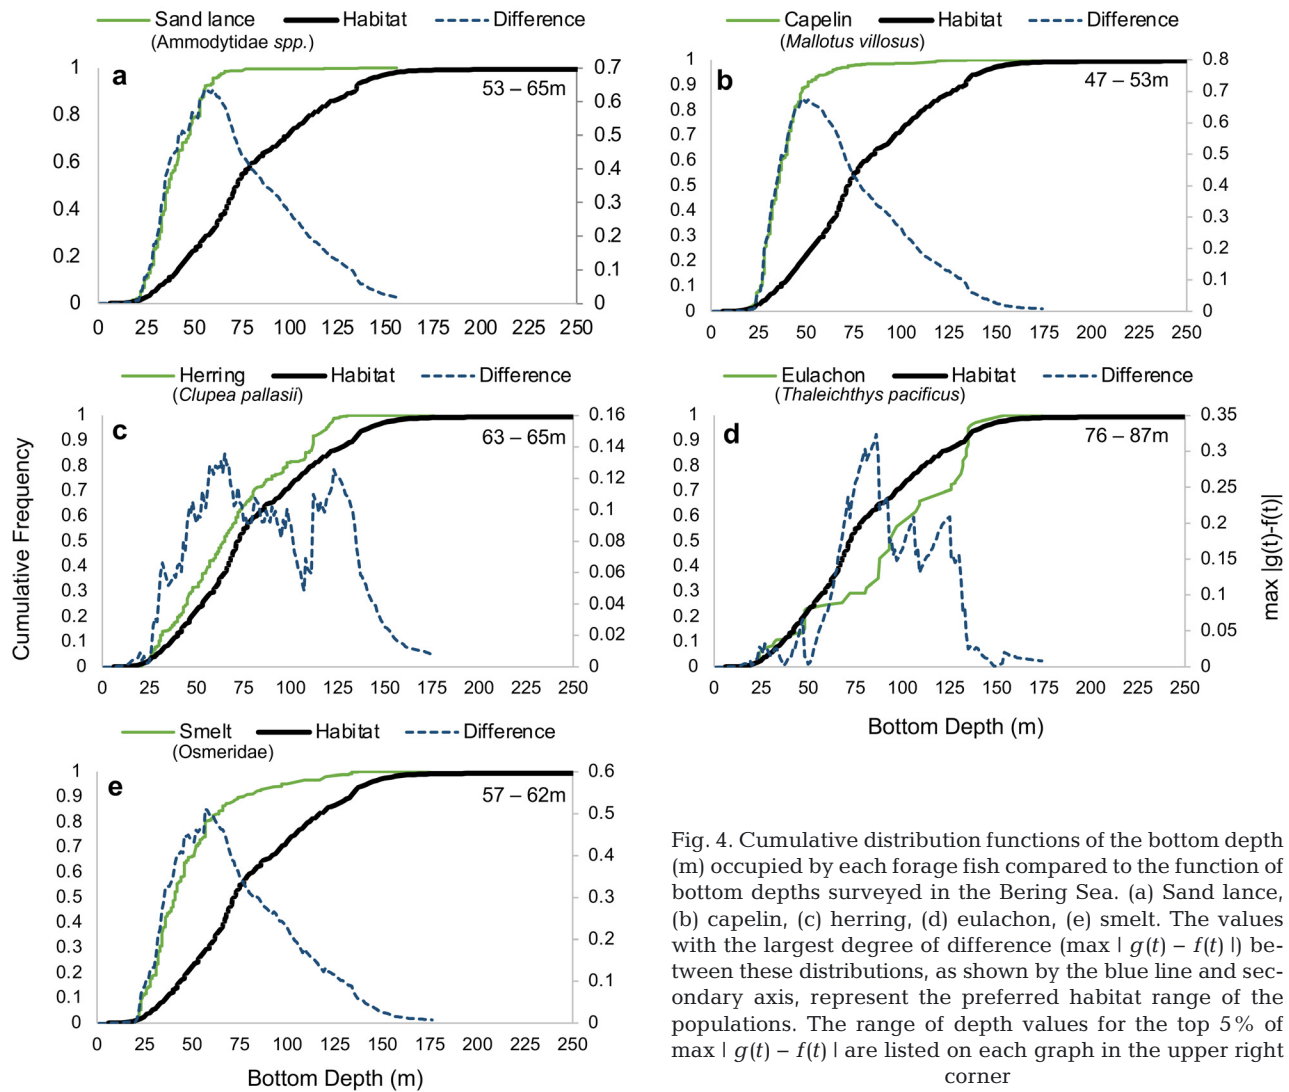 Sand lance Habitat Difference
(Ammodytidae spp.)
a
53 – 65m
1
0.8
0.6
0.4
0.2
0
0.7
0.6
0.5
0.4
0.3
0.2
0.1
0
0 25 50 75 100 125 150 175 200 225 250
Capelin Habitat Difference
(Mallotus villosus)
b
47 – 53m
1
0.9
0.8
0.7
0.6
0.5
0.4
0.3
0.2
0.1
0
0.8
0.7
0.6
0.5
0.4
0.3
0.2
0.1
0
0 25 50 75 100 125 150 175 200 225 250
Herring Habitat Difference
(Clupea pallasii)
c
63 – 65m
Cumulative Frequency
1
0.9
0.8
0.7
0.6
0.5
0.4
0.3
0.2
0.1
0
0.16
0.14
0.12
0.1
0.08
0.06
0.04
0.02
0
0 25 50 75 100 125 150 175 200 225 250
Eulachon Habitat Difference
(Thaleichthys pacificus)
d
76 – 87m
1
0.9
0.8
0.7
0.6
0.5
0.4
0.3
0.2
0.1
0
0.35
0.3
0.25
0.2
0.15
0.1
0.05
0
max |g(t)-f(t)|
0 25 50 75 100 125 150 175 200 225 250
Bottom Depth (m)
Smelt Habitat Difference
(Osmeridae)
e
57 – 62m
1
0.9
0.8
0.7
0.6
0.5
0.4
0.3
0.2
0.1
0
0.6
0.5
0.4
0.3
0.2
0.1
0
0 25 50 75 100 125 150 175 200 225 250
Bottom Depth (m)
Fig. 4. Cumulative distribution functions of the bottom depth
(m) occupied by each forage fish compared to the function of
bottom depths surveyed in the Bering Sea. (a) Sand lance,
(b) capelin, (c) herring, (d) eulachon, (e) smelt. The values
with the largest degree of difference (max | g(t) – f(t) |) be-
tween these distributions, as shown by the blue line and sec-
ondary axis, represent the preferred habitat range of the
populations. The range of depth values for the top 5% of
max | g(t) – f(t) | are listed on each graph in the upper right
corner